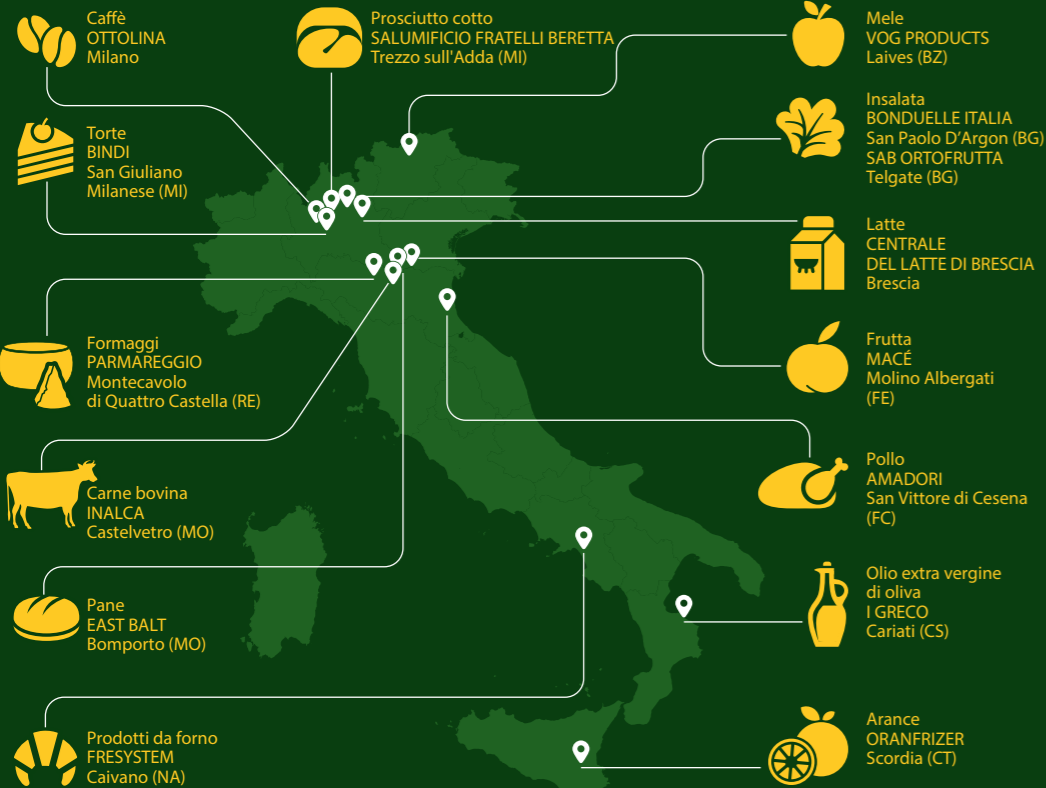 Caffè
OTTOLINA
Milano
Prosciutto cotto
SALUMIFICIO FRATELLI BERETTA
Trezzo sull'Adda (MI)
Mele
VOG PRODUCTS
Laives (BZ)
Torte
BINDI
San Giuliano
Milanese (MI)
Insalata
BONDUELLE ITALIA
San Paolo D’Argon (BG)
SAB ORTOFRUTTA
Telgate (BG)
Latte
CENTRALE
DEL LATTE DI BRESCIA
Brescia
Formaggi
PARMAREGGIO
Montecavolo
di Quattro Castella (RE)
Frutta
MACÉ
Molino Albergati
(FE)
Carne bovina
INALCA
Castelvetro (MO)
Pollo
AMADORI
San Vittore di Cesena
(FC)
Pane
EAST BALT
Bomporto (MO)
Olio extra vergine
di oliva
I GRECO
Cariati (CS)
Prodotti da forno
FRESYSTEM
Caivano (NA)
Arance
ORANFRIZER
Scordia (CT)